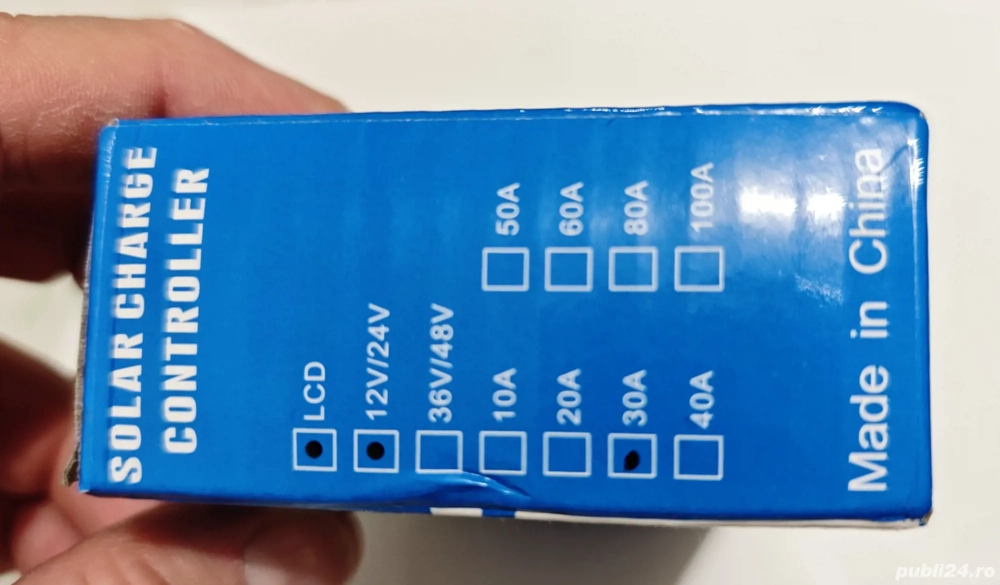 SOLAR CHARGE
CONTROLLER
LCD
12V/24V
36V/48V
10A 50A
20A 60A
30A 80A
40A 100A
Made in China
publi24.ro